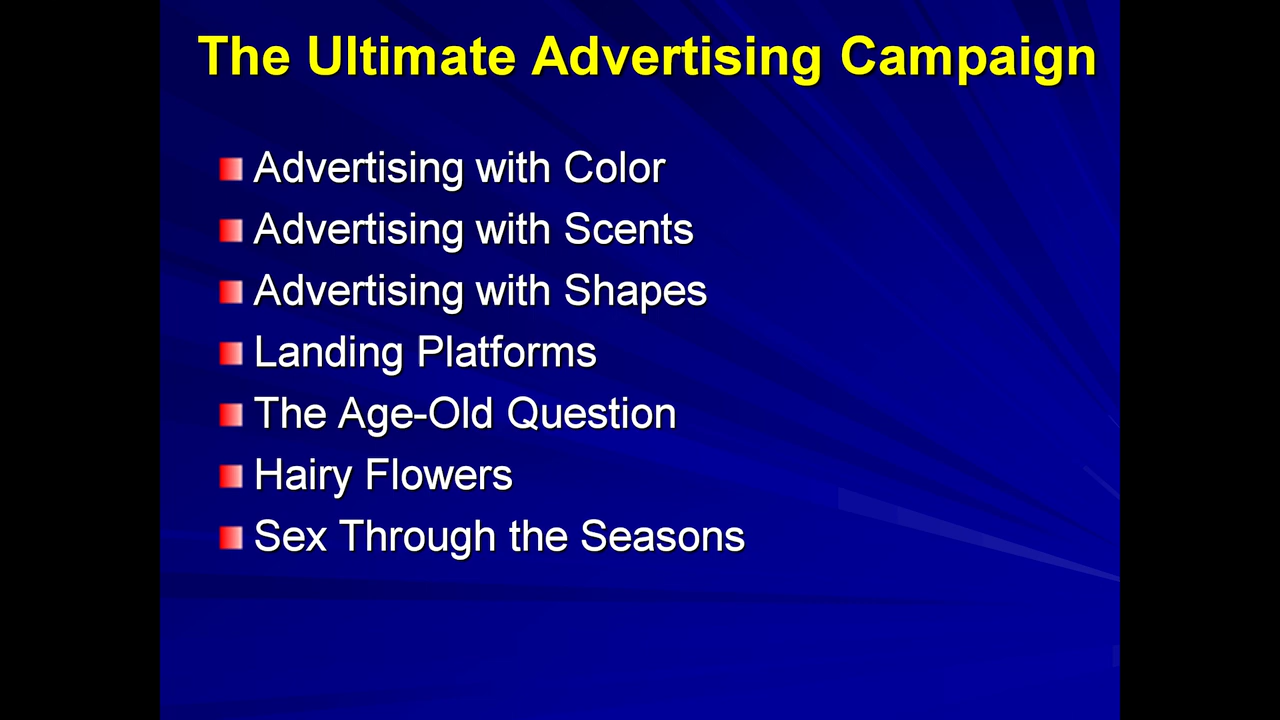 The Ultimate Advertising Campaign
Advertising with Color
Advertising with Scents
Advertising with Shapes
Landing Platforms
The Age-Old Question
Hairy Flowers
Sex Through the Seasons